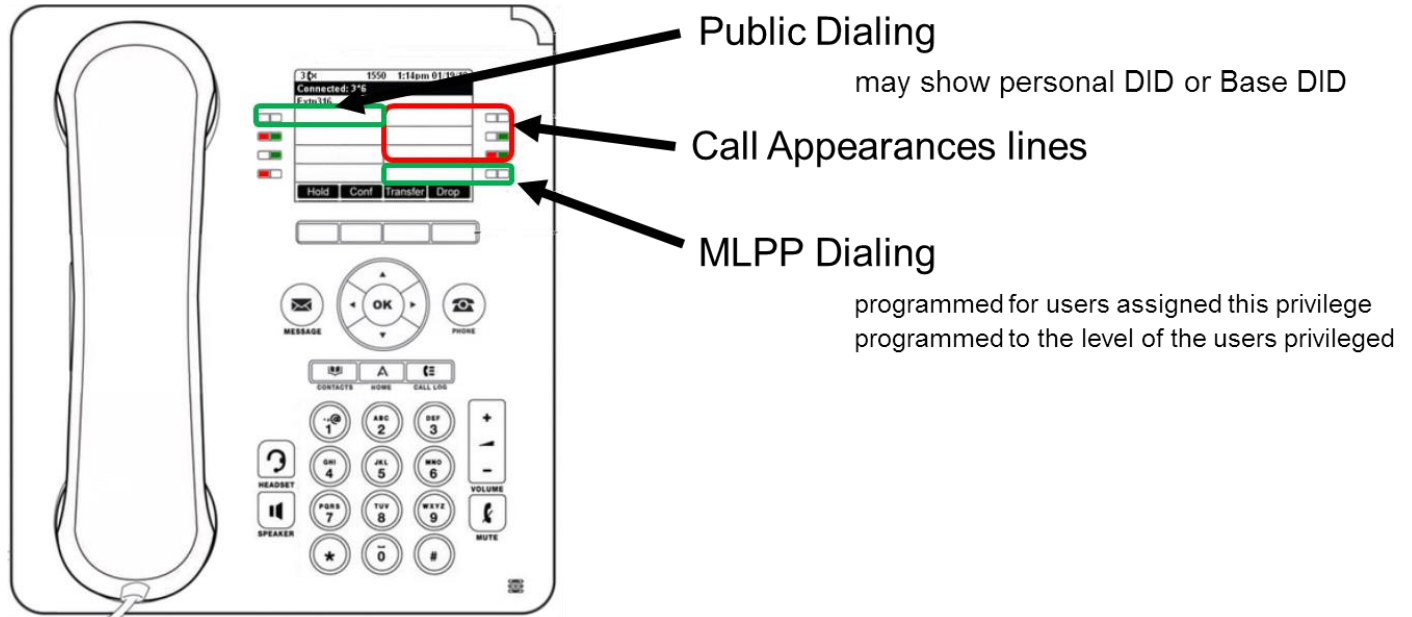 Public Dialing
may show personal DID or Base DID
Call Appearances lines
MLPP Dialing
programmed for users assigned this privilege
programmed to the level of the users privileged
1550 1:14pm 01/19/
Connected: 3*6
Extn316
Hold Conf Transfer Drop
OK
MESSAGE
PHONE
A
CONTACTS HOME CALL LOG
.,@ ABC DEF
1 2 3
+
GHI JKL MNO
4 5 6
-
HEADSET
VOLUME
PQRS TUV WXYZ
7 8 9
SPEAKER
MUTE
* 0 #